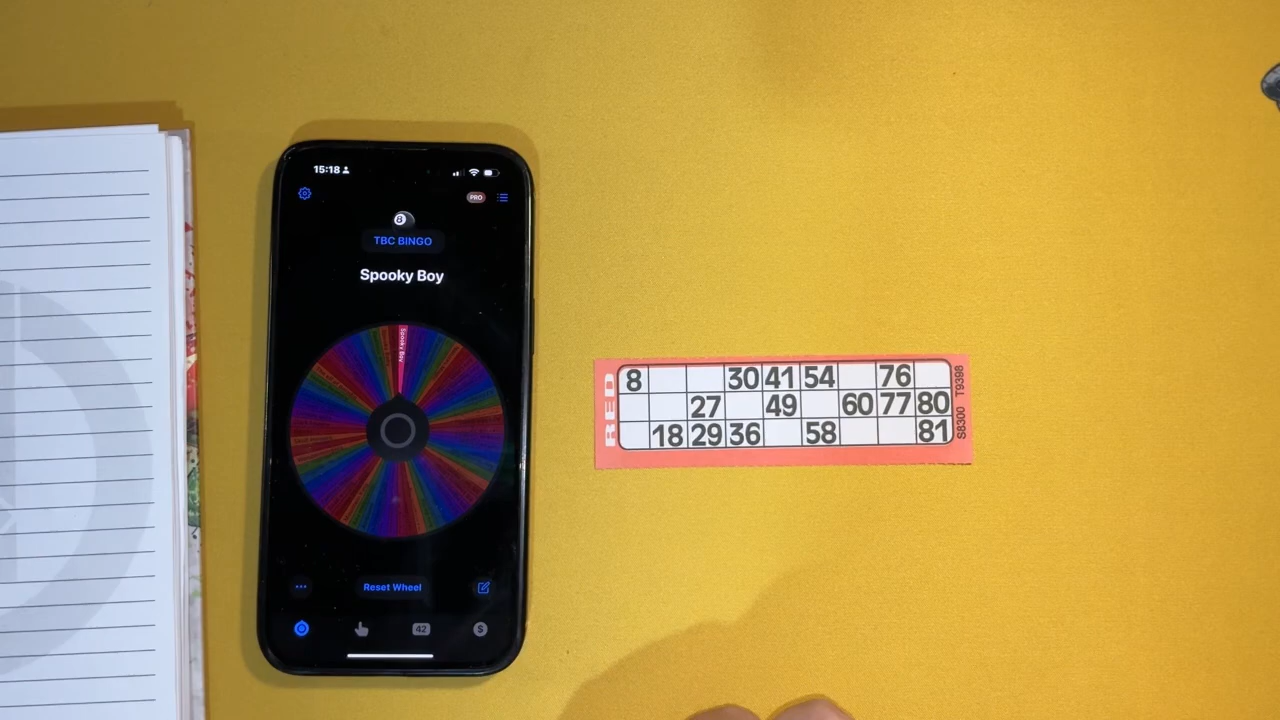 15:18
PRO
8
TBC BINGO
Spooky Boy
Spooky Boy
Reset Wheel
42
$
RED
8 30 41 54 76
27 49 60 77 80
18 29 36 58 81
S8300 T9398